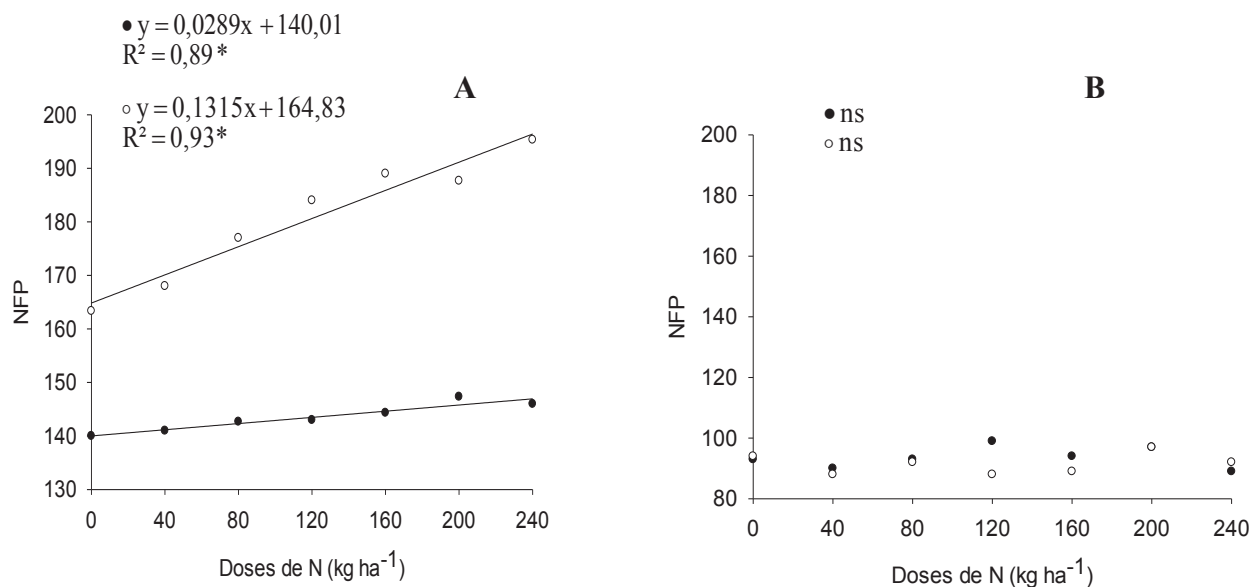 ● y = 0,0289x + 140,01
R² = 0,89 *
○ y = 0,1315x + 164,83
R² = 0,93*
A
200
190
180
170
160
150
140
130
NFP
0 40 80 120 160 200 240
Doses de N (kg ha⁻¹)
B
● ns
○ ns
200
180
160
140
120
100
80
NFP
0 40 80 120 160 200 240
Doses de N (kg ha⁻¹)